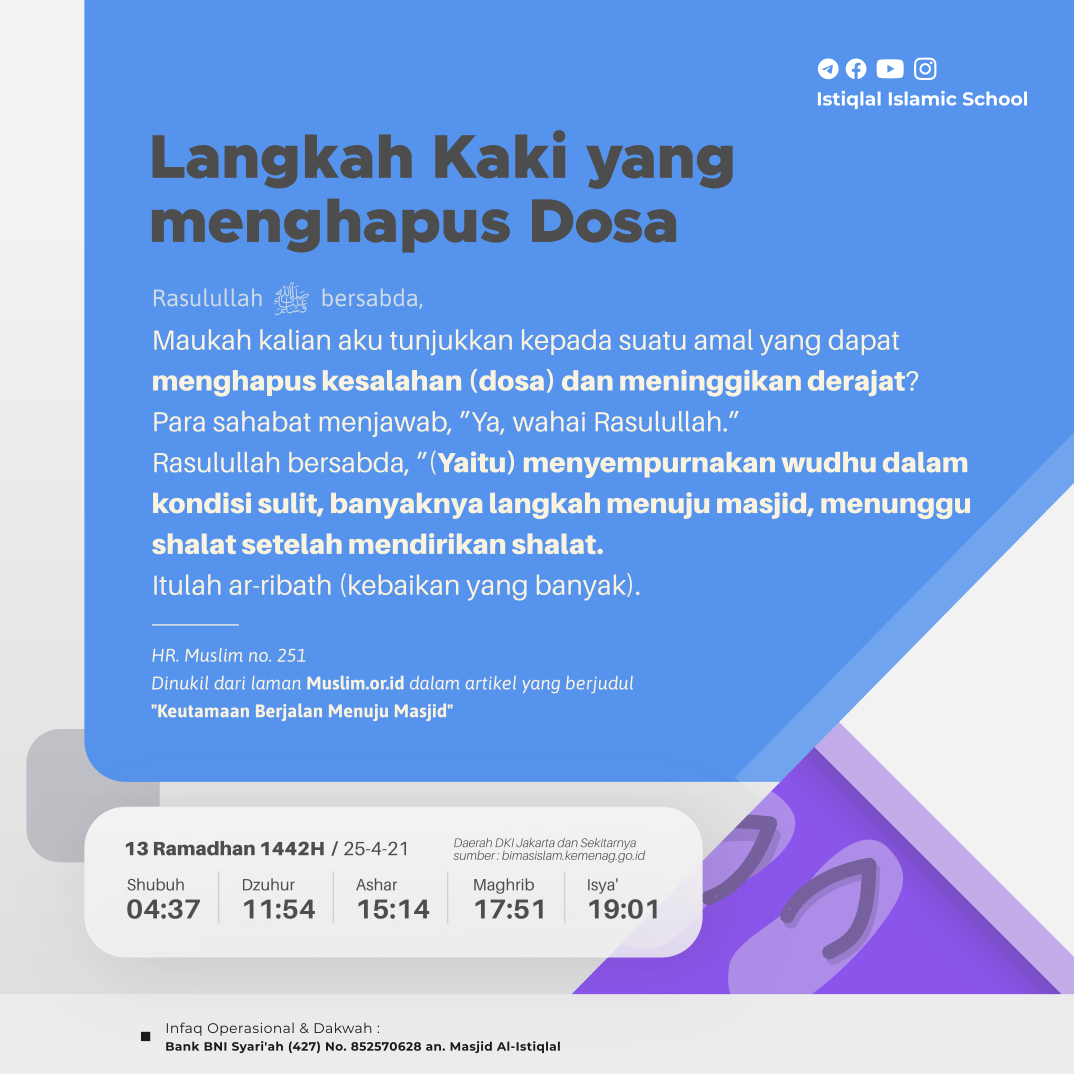 Istiqlal Islamic School
Langkah Kaki yang
menghapus Dosa
Rasulullah ﷺ bersabda,
Maukah kalian aku tunjukkan kepada suatu amal yang dapat
menghapus kesalahan (dosa) dan meninggikan derajat?
Para sahabat menjawab, ”Ya, wahai Rasulullah.”
Rasulullah bersabda, ”(Yaitu) menyempurnakan wudhu dalam
kondisi sulit, banyaknya langkah menuju masjid, menunggu
shalat setelah mendirikan shalat.
Itulah ar-ribath (kebaikan yang banyak).
HR. Muslim no. 251
Dinukil dari laman Muslim.or.id dalam artikel yang berjudul
"Keutamaan Berjalan Menuju Masjid"
13 Ramadhan 1442H / 25-4-21
Daerah DKI Jakarta dan Sekitarnya
sumber : bimasislam.kemenag.go.id
Shubuh Dzuhur Ashar Maghrib Isya'
04:37 11:54 15:14 17:51 19:01
Infaq Operasional & Dakwah :
Bank BNI Syari'ah (427) No. 852570628 an. Masjid Al-Istiqlal